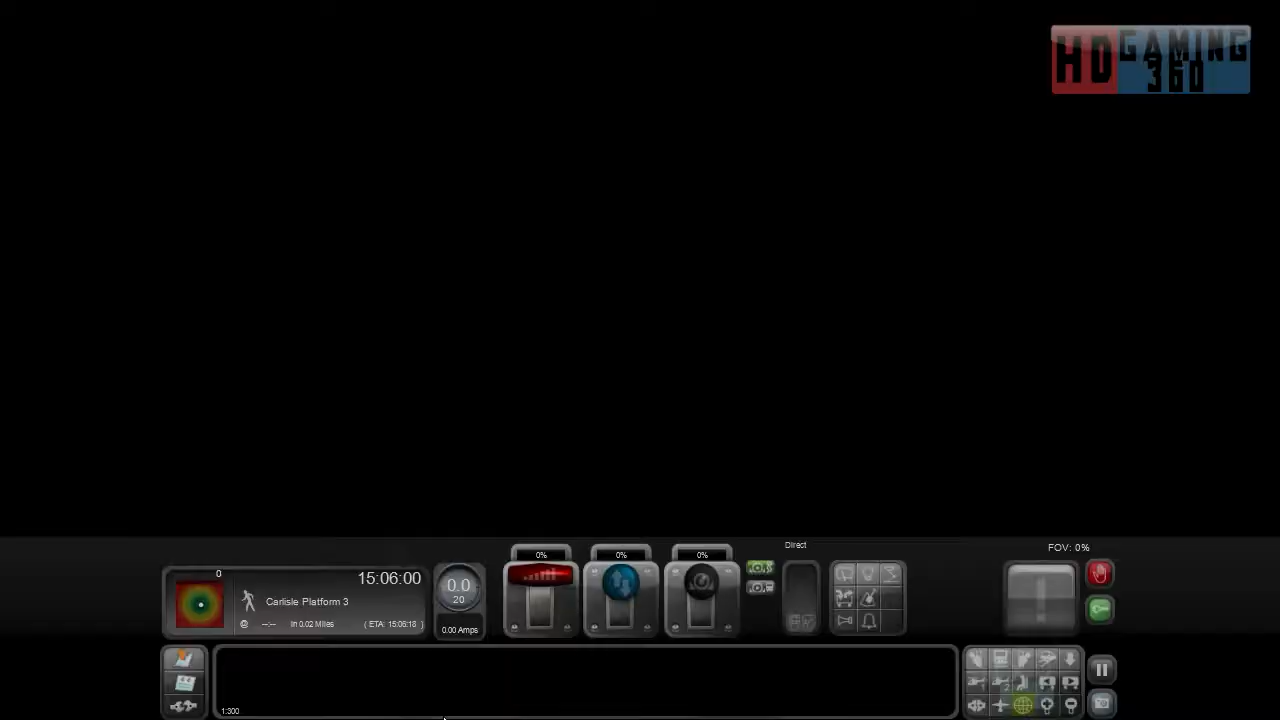 HD GAMING
360
Direct
FOV: 0%
0% 0% 0%
0 15:06:00
0.0
20
Carlisle Platform 3
@ --:-- In 0.02 Miles ( ETA: 15:06:18 )
0.00 Amps
1:300